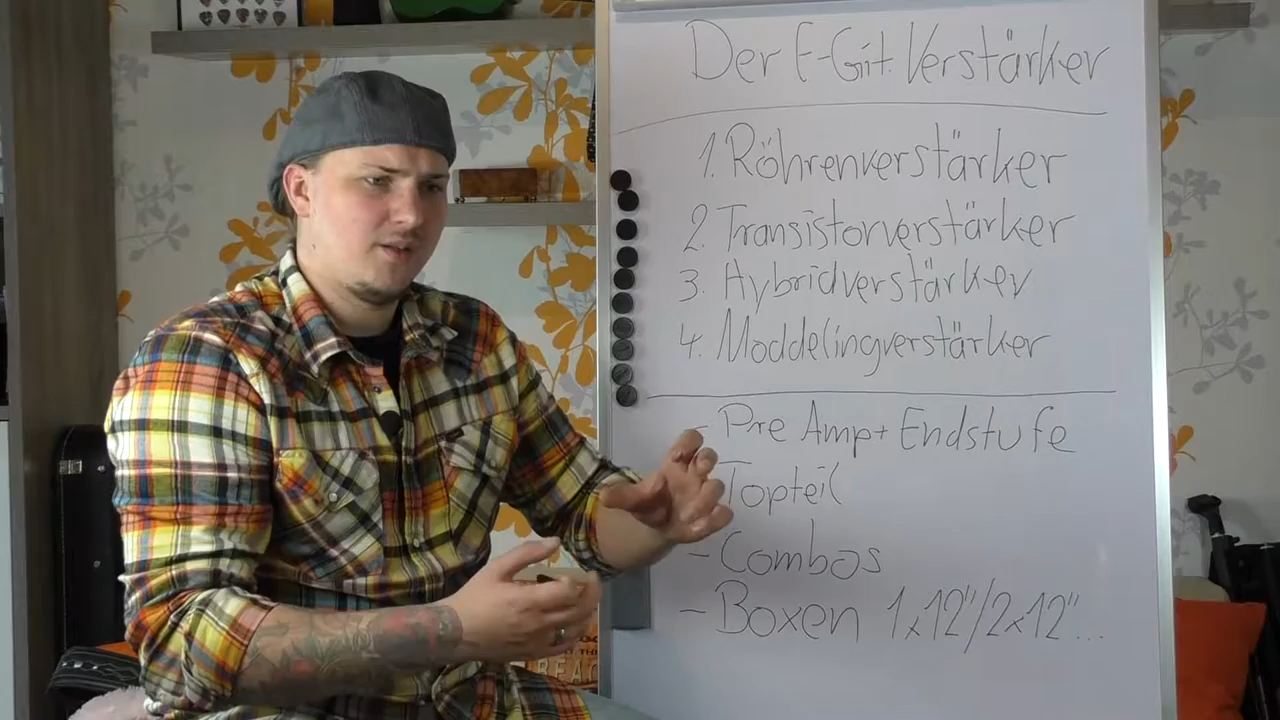 Der E-Git. Verstärker
1. Röhrenverstärker
2. Transistorverstärker
3. Hybridverstärker
4. Moddelingverstärker
- Pre Amp + Endstufe
Topteil
- Combos
- Boxen 1x12"/2x12"...